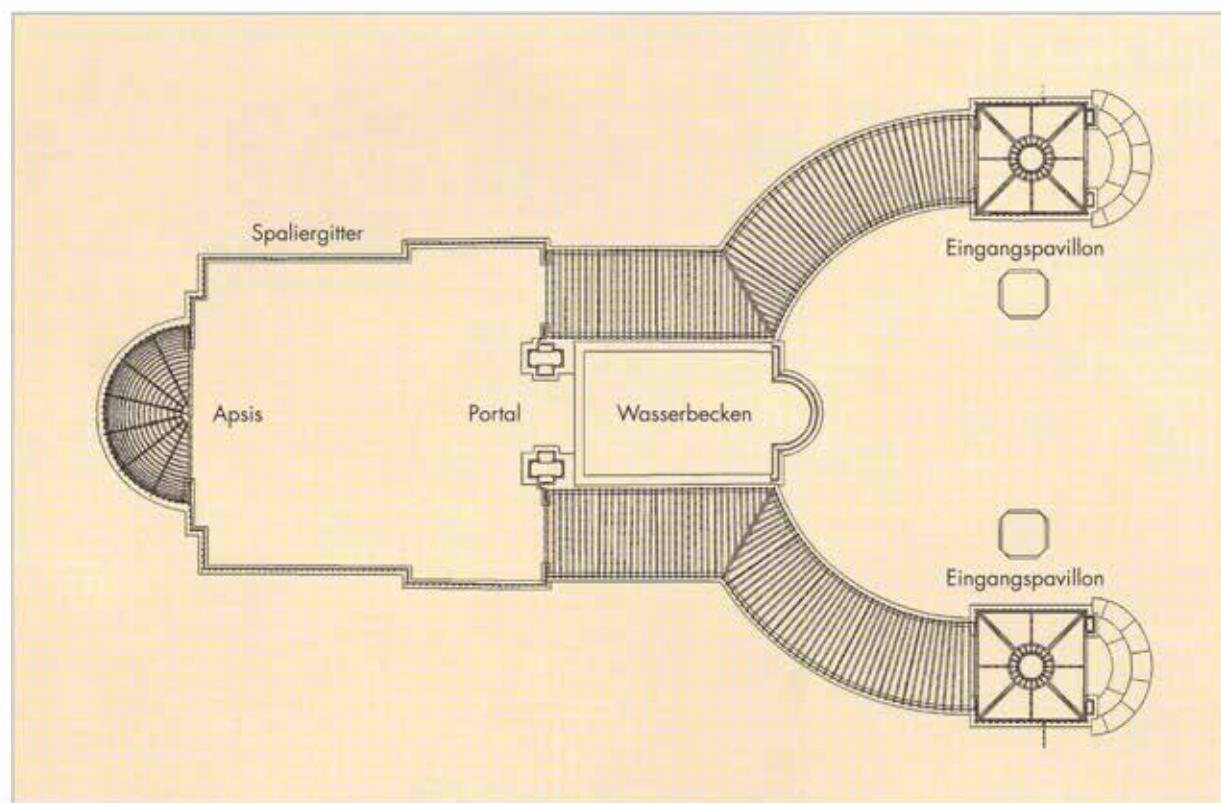 Spaliergitter
Eingangspavillon
Apsis
Portal
Wasserbecken
Eingangspavillon